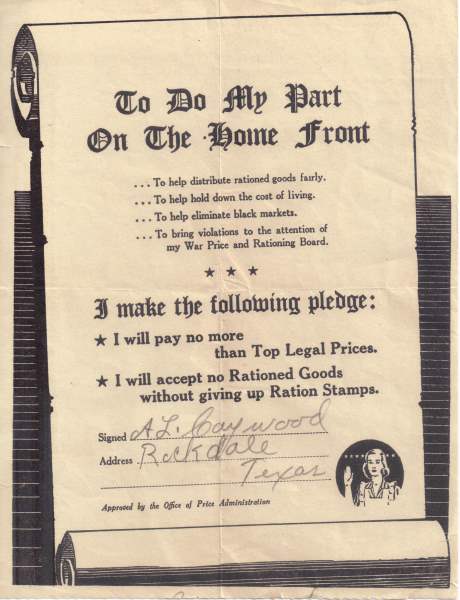 To Do My Part
On The Home Front
... To help distribute rationed goods fairly.
... To help hold down the cost of living.
... To help eliminate black markets.
... To bring violations to the attention of
my War Price and Rationing Board.
★ ★ ★
I make the following pledge:
★ I will pay no more
than Top Legal Prices.
★ I will accept no Rationed Goods
without giving up Ration Stamps.
Signed A.L. Caywood
Address Rockdale
Texas
Approved by the Office of Price Administration